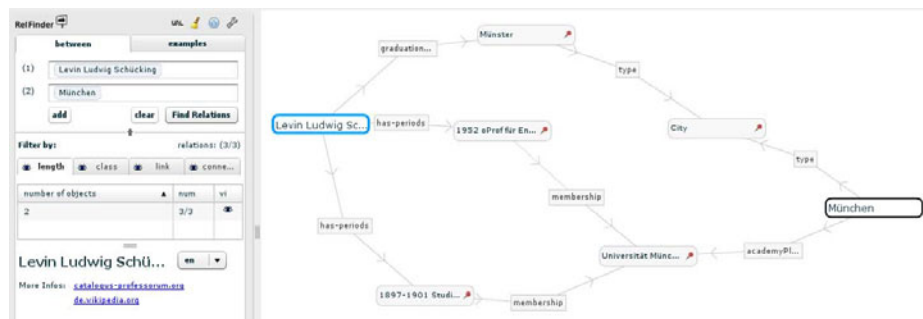 RelFinder
URL
between
examples
(1) Levin Ludwig Schücking
(2) München
add
clear
Find Relations
Filter by:
relations: (3/3)
length
class
link
conne...
number of objects
num
vi
2
3/3
Levin Ludwig Schü...
en
More Infos: catalogus-professorum.org
de.wikipedia.org
Münster
graduation...
type
Levin Ludwig Sc...
has-periods
1952 oProf für En...
City
type
membership
München
has-periods
Universität Münc...
academyPl...
1897-1901 Studi...
membership